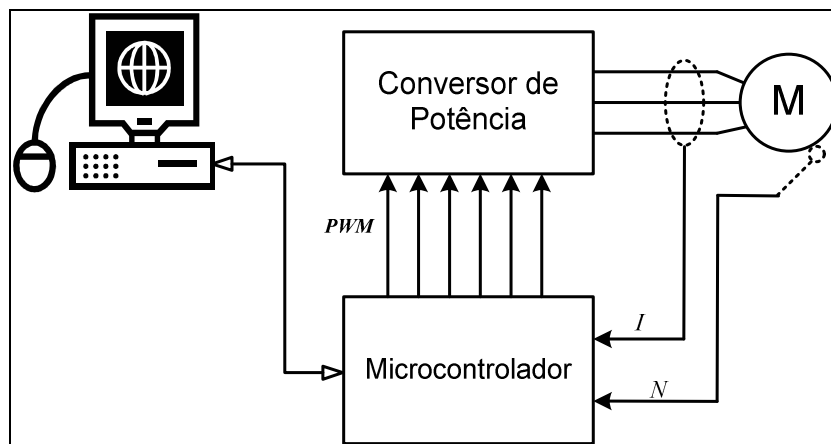 Conversor de
Potência
M
PWM
I
Microcontrolador
N